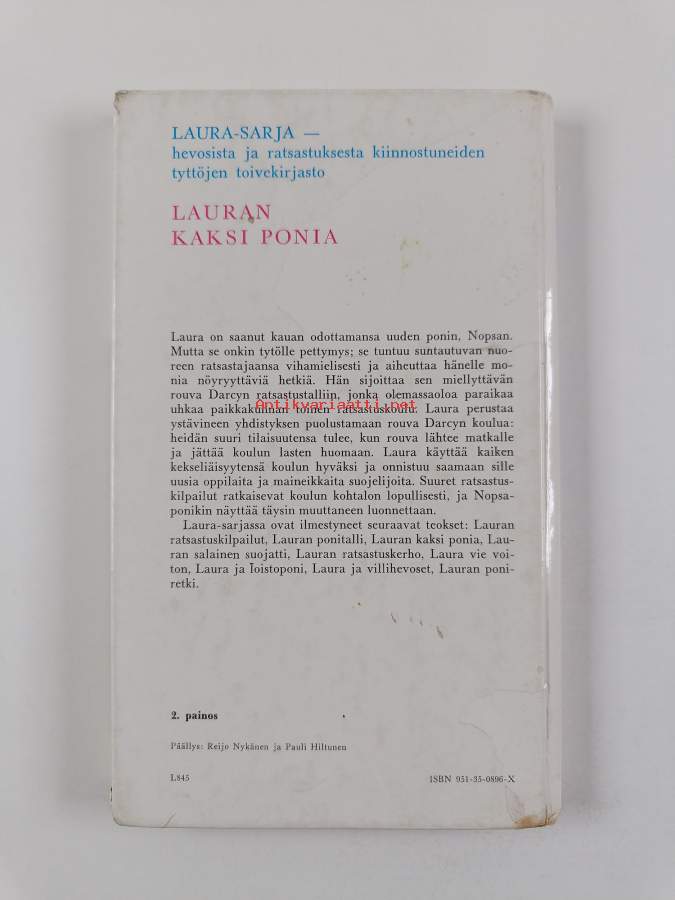 LAURA-SARJA —
hevosista ja ratsastuksesta kiinnostuneiden
tyttöjen toivekirjasto
LAURAN
KAKSI PONIA
Laura on saanut kauan odottamansa uuden ponin, Nopsan.
Mutta se onkin tytölle pettymys; se tuntuu suntautuvan nuo-
reen ratsastajaansa vihamielisesti ja aiheuttaa hänelle mo-
nia nöyryyttäviä hetkiä. Hän sijoittaa sen miellyttävän
rouva Darcyn ratsastustalliin, jonka olemassaoloa paraikaa
uhkaa paikkakunnan toinen ratsastuskoulu. Laura perustaa
Antikvariaatti.net
ystävineen yhdistyksen puolustamaan rouva Darcyn koulua:
heidän suuri tilaisuutensa tulee, kun rouva lähtee matkalle
ja jättää koulun lasten huomaan. Laura käyttää kaiken
kekseliäisyytensä koulun hyväksi ja onnistuu saamaan sille
uusia oppilaita ja maineikkaita suojelijoita. Suuret ratsastus-
kilpailut ratkaisevat koulun kohtalon lopullisesti, ja Nopsa-
ponikin näyttää täysin muuttaneen luonnettaan.
Laura-sarjassa ovat ilmestyneet seuraavat teokset: Lauran
ratsastuskilpailut, Lauran ponitalli, Lauran kaksi ponia, Lau-
ran salainen suojatti, Lauran ratsastuskerho, Laura vie voi-
ton, Laura ja loistoponi, Laura ja villihevoset, Lauran poni-
retki.
2. painos
Päällys: Reijo Nykänen ja Pauli Hiltunen
L845
ISBN 951-35-0896-X